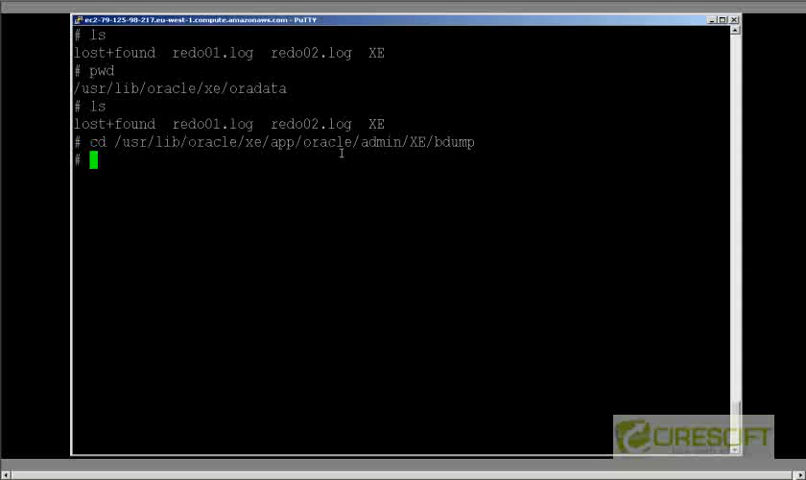 ec2-79-125-98-217.eu-west-1.compute.amazonaws.com - PuTTY
# ls
lost+found redo01.log redo02.log XE
# pwd
/usr/lib/oracle/xe/oradata
# ls
lost+found redo01.log redo02.log XE
# cd /usr/lib/oracle/xe/app/oracle/admin/XE/bdump
#
CIRESOFT